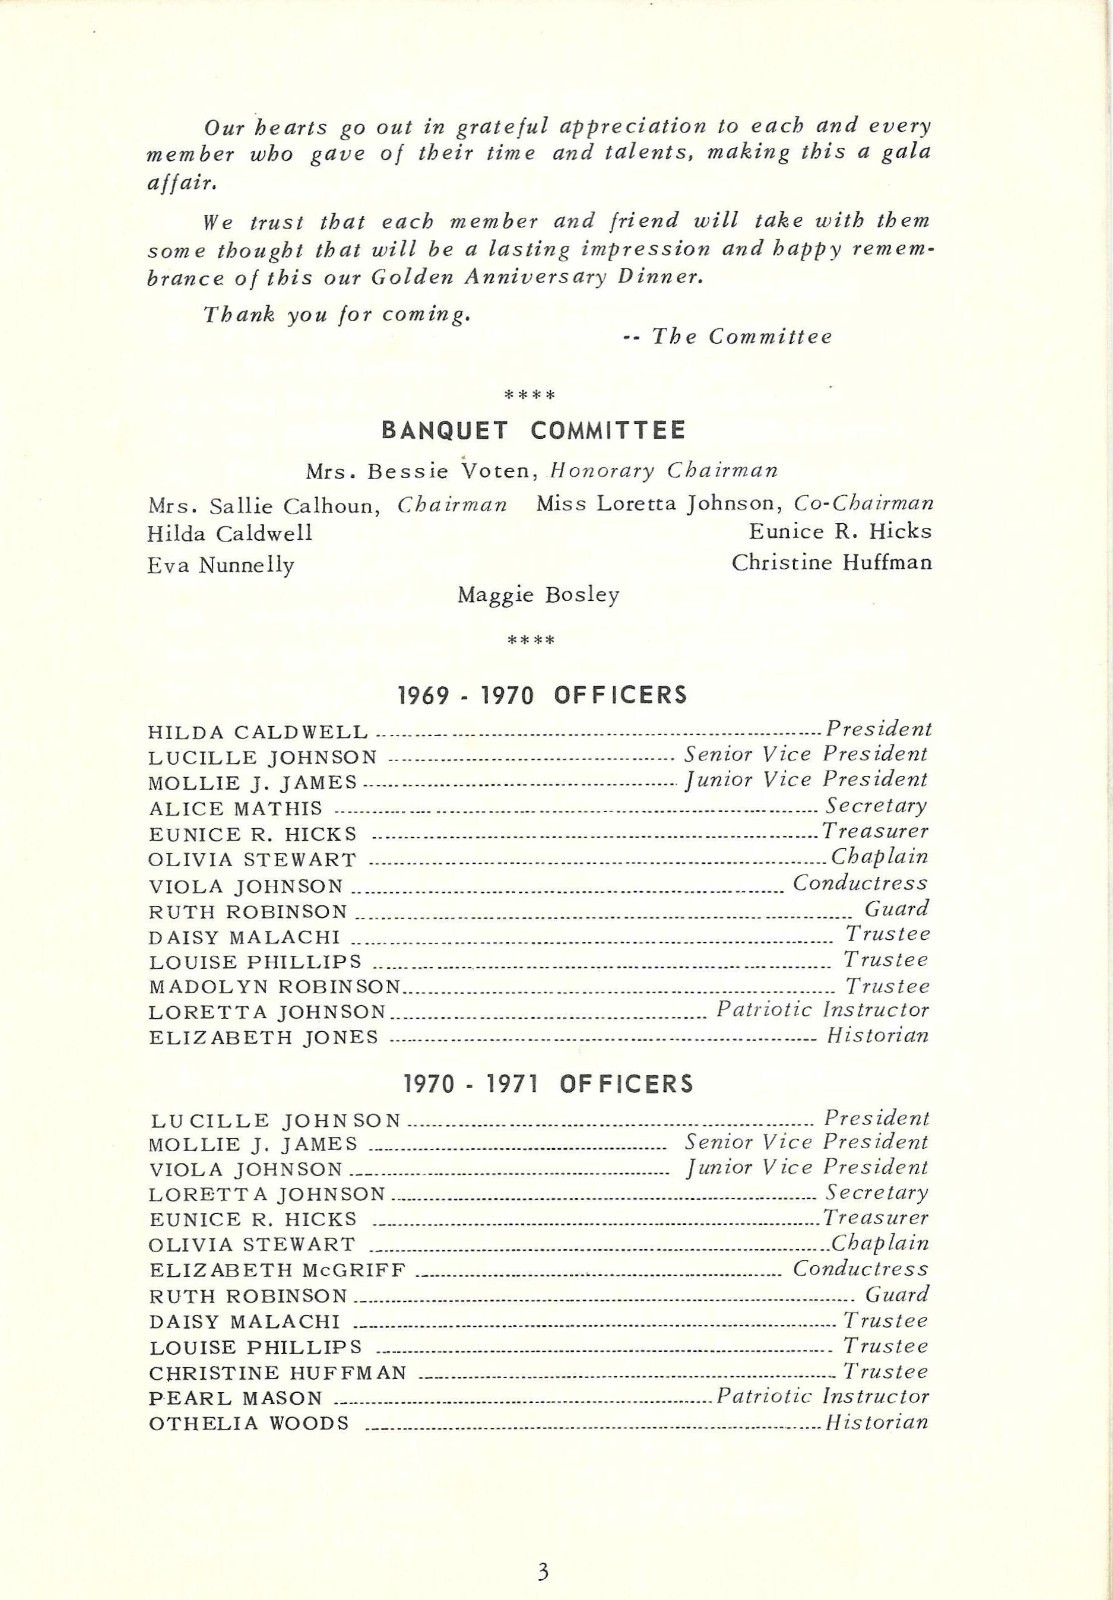 Our hearts go out in grateful appreciation to each and every
member who gave of their time and talents, making this a gala
affair.
We trust that each member and friend will take with them
some thought that will be a lasting impression and happy remem-
brance of this our Golden Anniversary Dinner.
Thank you for coming.
-- The Committee
****
BANQUET COMMITTEE
Mrs. Bessie Voten, Honorary Chairman
Mrs. Sallie Calhoun, Chairman Miss Loretta Johnson, Co-Chairman
Hilda Caldwell Eunice R. Hicks
Eva Nunnelly Christine Huffman
Maggie Bosley
****
1969 - 1970 OFFICERS
HILDA CALDWELL President
LUCILLE JOHNSON Senior Vice President
MOLLIE J. JAMES Junior Vice President
ALICE MATHIS Secretary
EUNICE R. HICKS Treasurer
OLIVIA STEWART Chaplain
VIOLA JOHNSON Conductress
RUTH ROBINSON Guard
DAISY MALACHI Trustee
LOUISE PHILLIPS Trustee
MADOLYN ROBINSON Trustee
LORETTA JOHNSON Patriotic Instructor
ELIZABETH JONES Historian
1970 - 1971 OFFICERS
LUCILLE JOHNSON President
MOLLIE J. JAMES Senior Vice President
VIOLA JOHNSON Junior Vice President
LORETTA JOHNSON Secretary
EUNICE R. HICKS Treasurer
OLIVIA STEWART Chaplain
ELIZABETH McGRIFF Conductress
RUTH ROBINSON Guard
DAISY MALACHI Trustee
LOUISE PHILLIPS Trustee
CHRISTINE HUFFMAN Trustee
PEARL MASON Patriotic Instructor
OTHELIA WOODS Historian
3